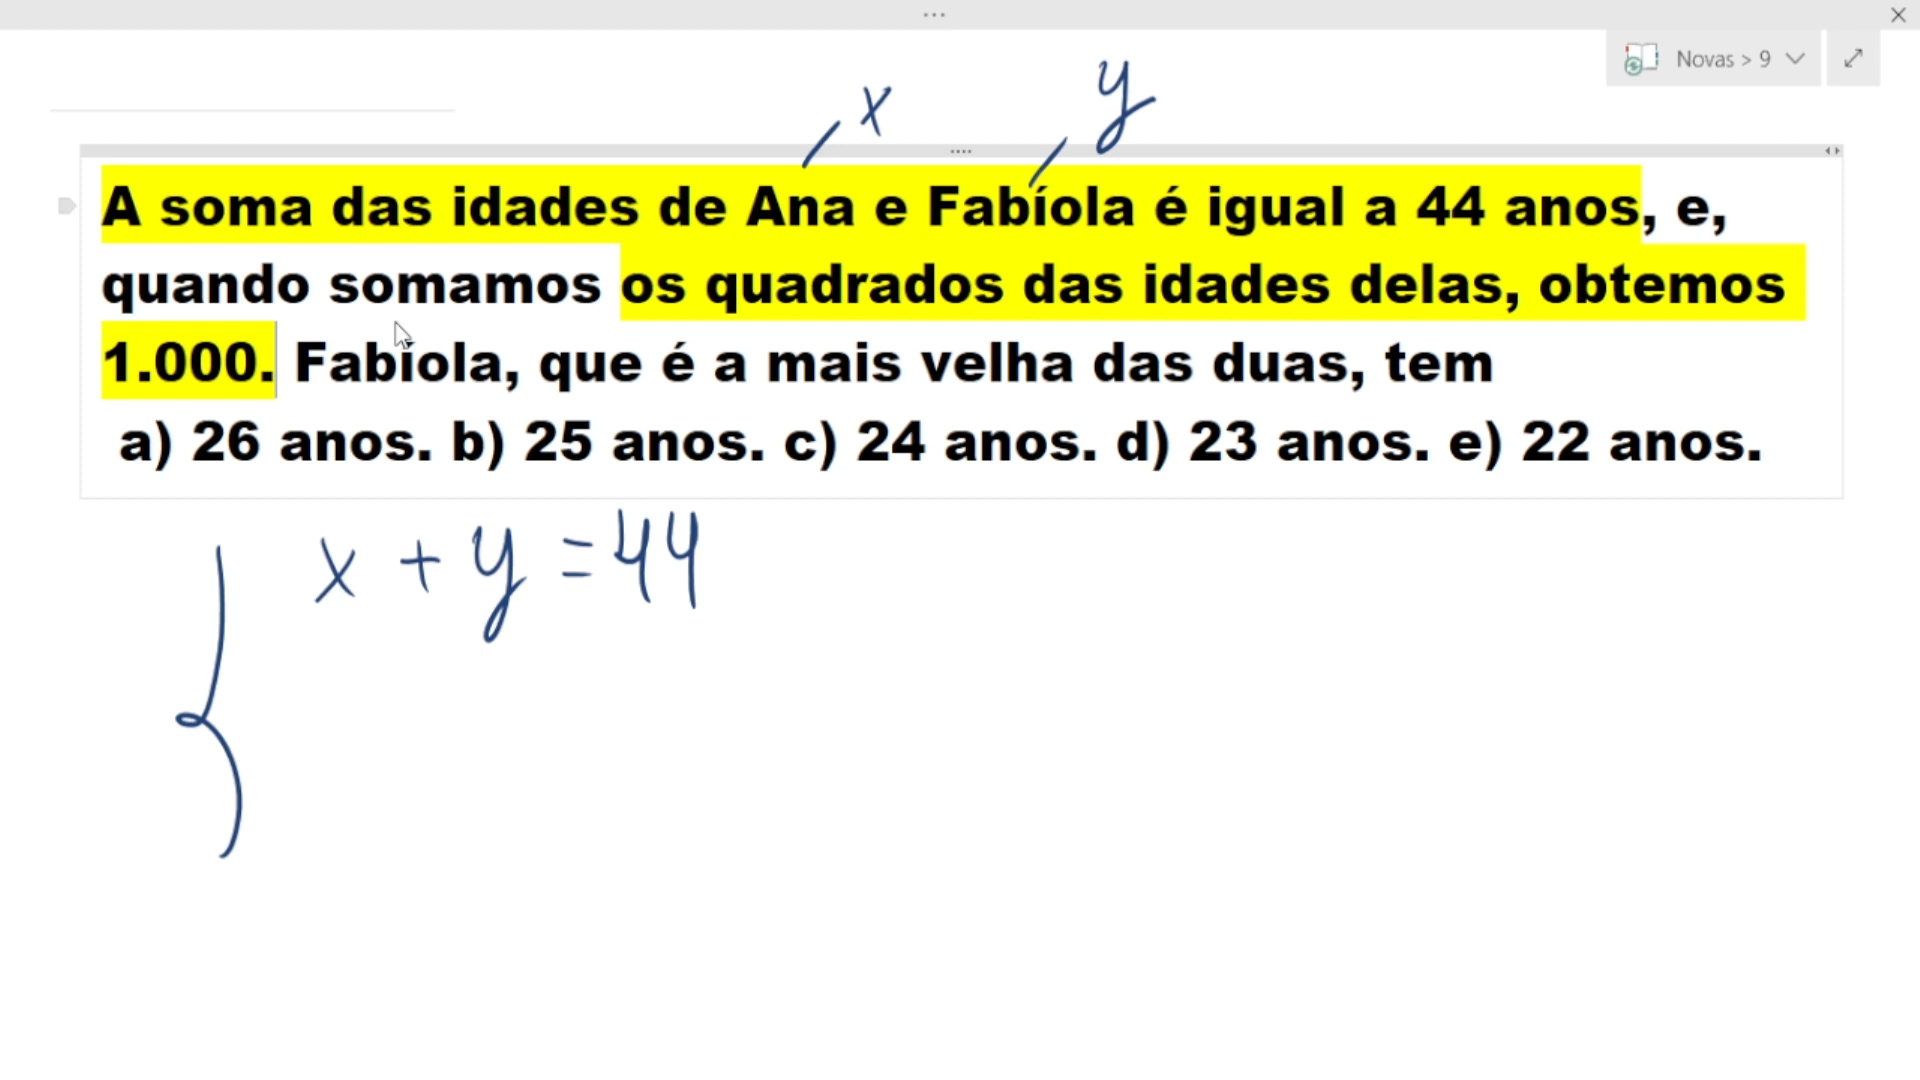 Novas > 9
x y
A soma das idades de Ana e Fabíola é igual a 44 anos, e,
quando somamos os quadrados das idades delas, obtemos
1.000. Fabíola, que é a mais velha das duas, tem
a) 26 anos. b) 25 anos. c) 24 anos. d) 23 anos. e) 22 anos.
x + y = 44